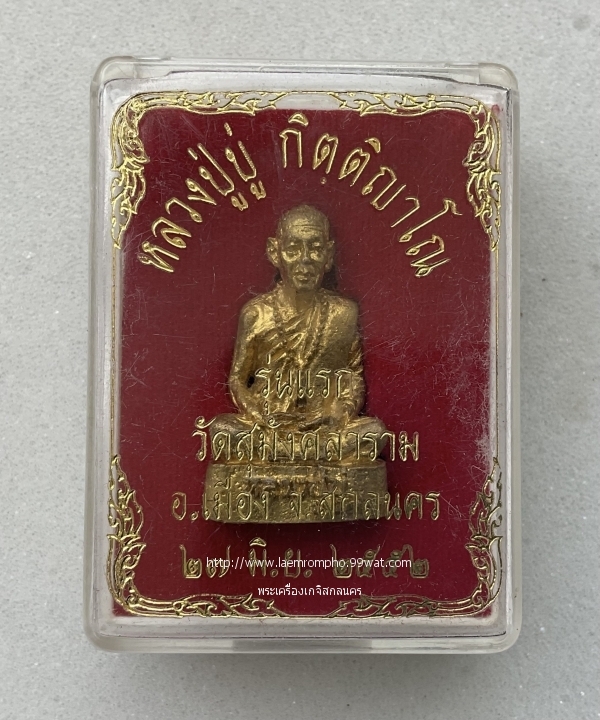 หลวงปู่บู่ กิตฺติญาโณ
รุ่นแรก
วัดสุมังคลาราม
อ.เมือง จ.สกลนคร
๒๗ มิ.ย. ๒๕๕๒
http://www.laemrompho.99wat.com
พระเครื่องเกจิสกลนคร